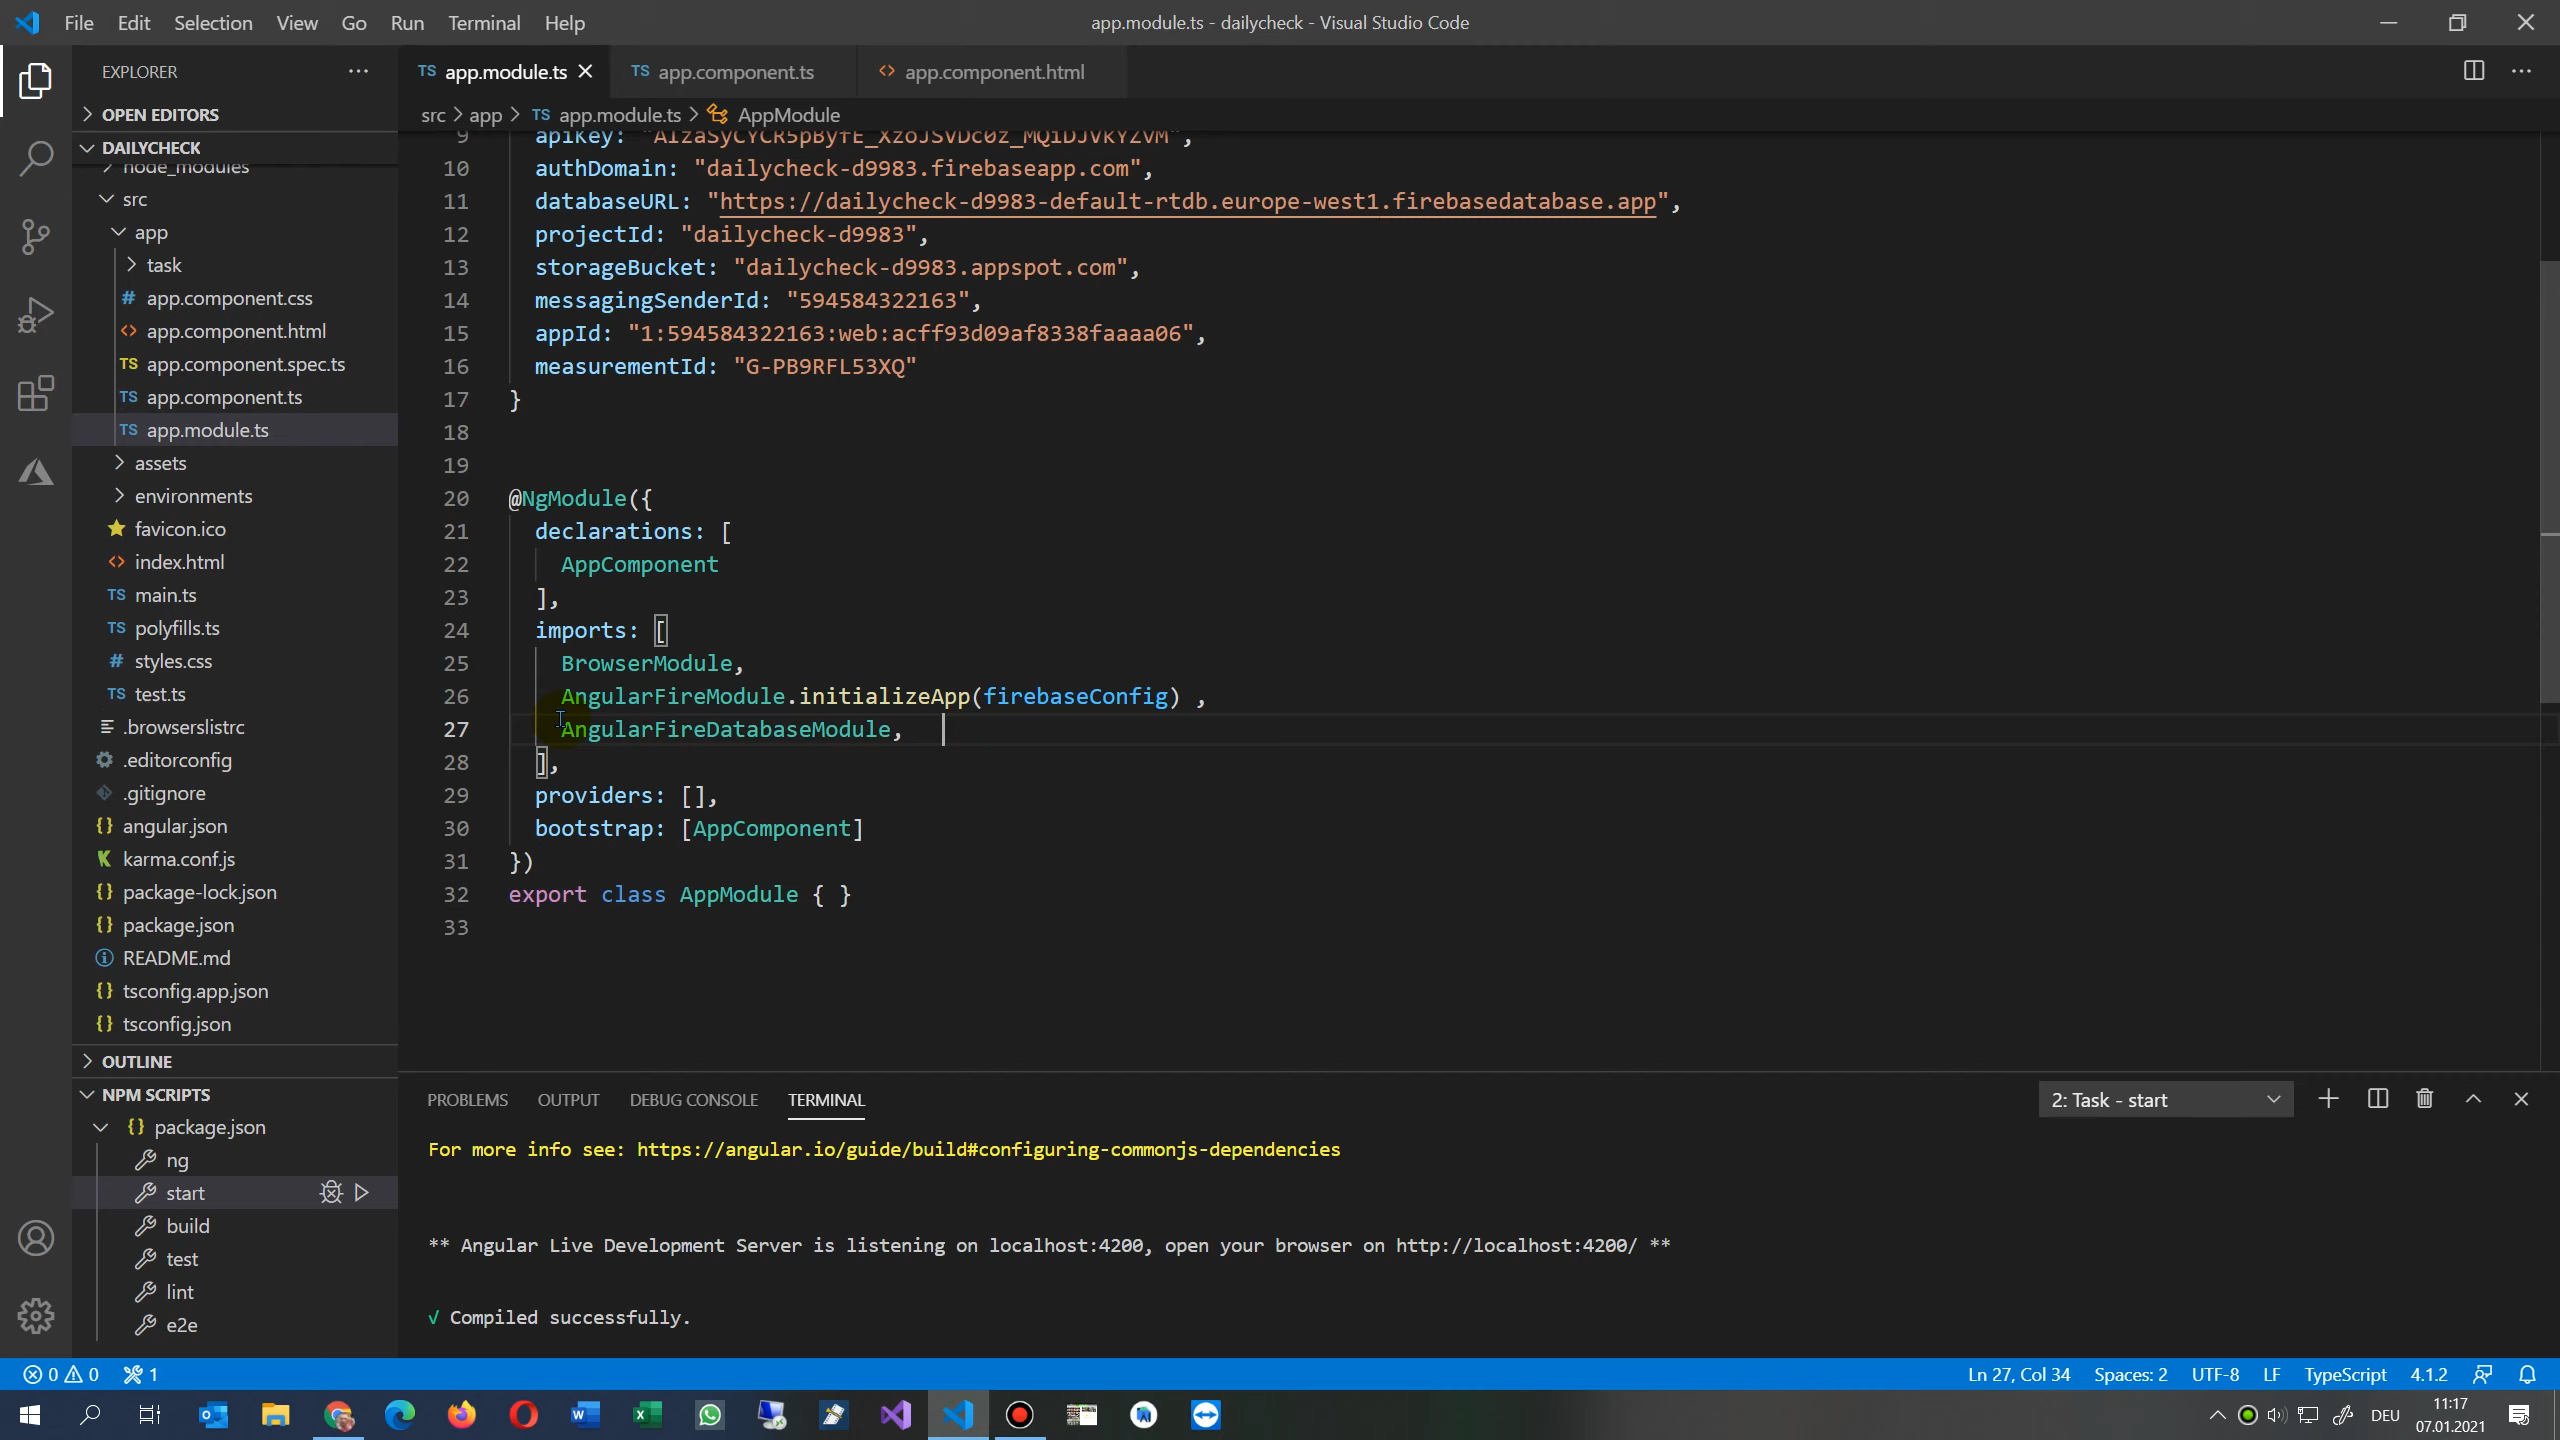 File Edit Selection View Go Run Terminal Help
app.module.ts - dailycheck - Visual Studio Code
EXPLORER
OPEN EDITORS
DAILYCHECK
node_modules
src
app
task
# app.component.css
<> app.component.html
TS app.component.spec.ts
TS app.component.ts
TS app.module.ts
assets
environments
favicon.ico
<> index.html
TS main.ts
TS polyfills.ts
# styles.css
TS test.ts
.browserslistrc
.editorconfig
.gitignore
{} angular.json
K karma.conf.js
{} package-lock.json
{} package.json
README.md
{} tsconfig.app.json
{} tsconfig.json
OUTLINE
NPM SCRIPTS
{} package.json
ng
start
build
test
lint
e2e
TS app.module.ts TS app.component.ts <> app.component.html
src > app > TS app.module.ts > AppModule
9 apiKey:
10 authDomain: "dailycheck-d9983.firebaseapp.com",
11 databaseURL: "https://dailycheck-d9983-default-rtdb.europe-west1.firebasedatabase.app",
12 projectId: "dailycheck-d9983",
13 storageBucket: "dailycheck-d9983.appspot.com",
14 messagingSenderId: "594584322163",
15 appId: "1:594584322163:web:acff93d09af8338faaaa06",
16 measurementId: "G-PB9RFL53XQ"
17 }
18
19
20 @NgModule({
21 declarations: [
22 AppComponent
23 ],
24 imports: [
25 BrowserModule,
26 AngularFireModule.initializeApp(firebaseConfig) ,
27 AngularFireDatabaseModule,
28 ],
29 providers: [],
30 bootstrap: [AppComponent]
31 })
32 export class AppModule { }
33
PROBLEMS OUTPUT DEBUG CONSOLE TERMINAL
2: Task - start
For more info see: https://angular.io/guide/build#configuring-commonjs-dependencies
** Angular Live Development Server is listening on localhost:4200, open your browser on http://localhost:4200/ **
√ Compiled successfully.
0 0 1
Ln 27, Col 34 Spaces: 2 UTF-8 LF TypeScript 4.1.2
DEU
11:17
07.01.2021